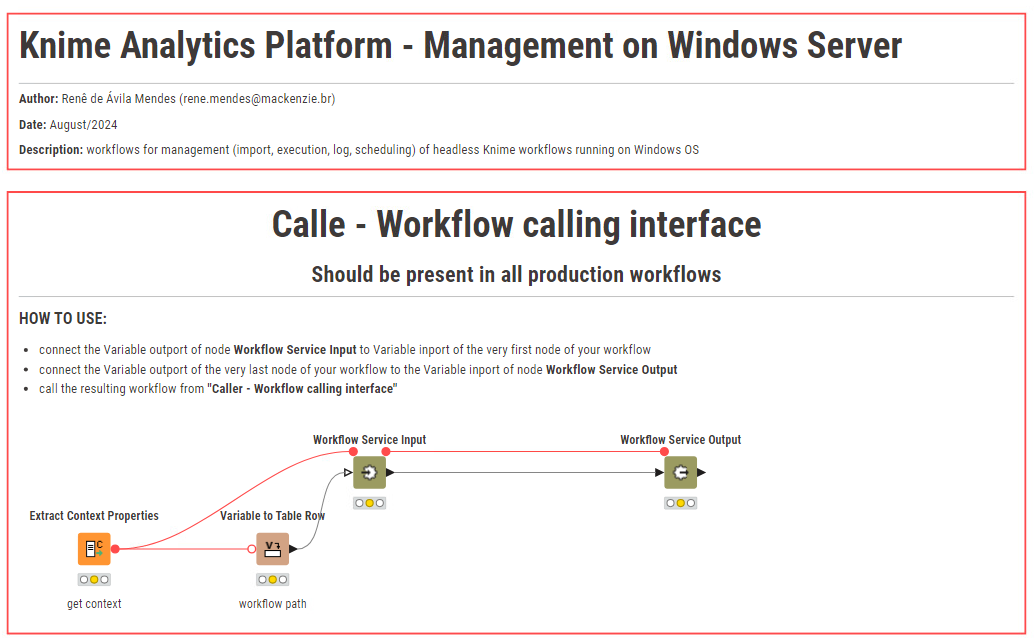 Knime Analytics Platform - Management on Windows Server
Author: Renê de Ávila Mendes (rene.mendes@mackenzie.br)
Date: August/2024
Description: workflows for management (import, execution, log, scheduling) of headless Knime workflows running on Windows OS
Calle - Workflow calling interface
Should be present in all production workflows
HOW TO USE:
• connect the Variable outport of node Workflow Service Input to Variable inport of the very first node of your workflow
• connect the Variable outport of the very last node of your workflow to the Variable inport of node Workflow Service Output
• call the resulting workflow from "Caller - Workflow calling interface"
Workflow Service Input
Workflow Service Output
Extract Context Properties
Variable to Table Row
C
V
get context
workflow path